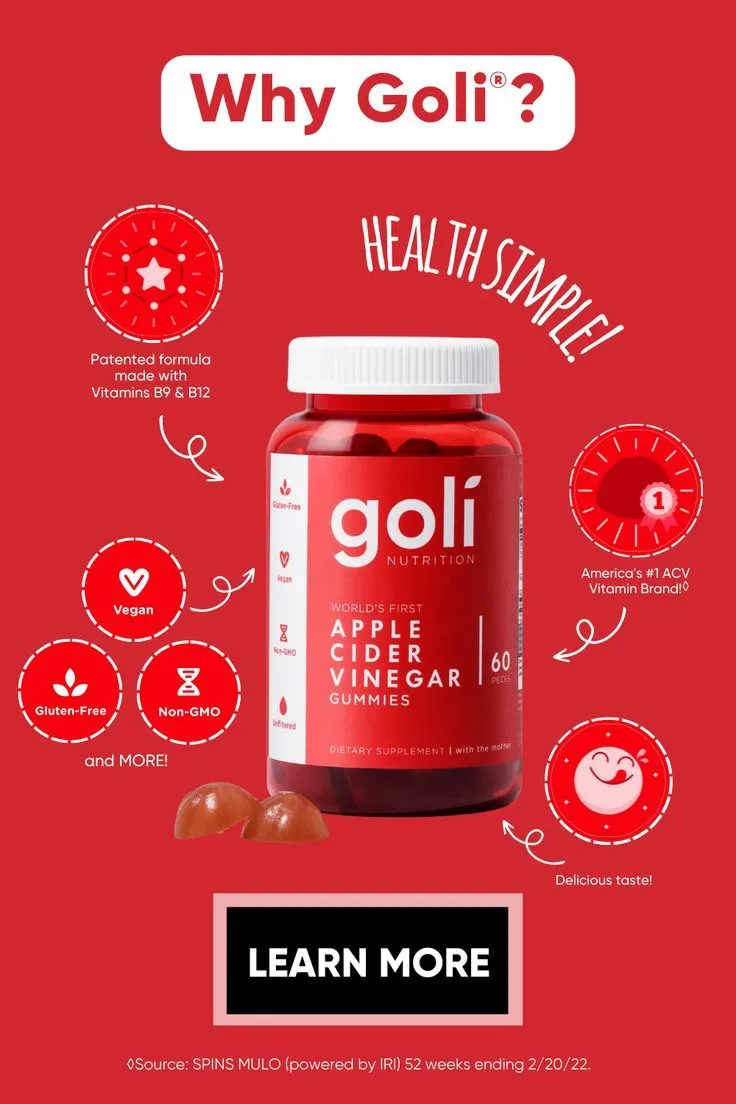 Why Goli®?
HEALTH SIMPLE!
Patented formula
made with
Vitamins B9 & B12
Vegan
Gluten-Free
Non-GMO
and MORE!
Gluten-Free
Vegan
Non-GMO
Unfiltered
goli
NUTRITION
WORLD'S FIRST
APPLE
CIDER
VINEGAR
GUMMIES
60
PIECES
DIETARY SUPPLEMENT | with the mother
1
America's #1 ACV
Vitamin Brand!◊
Delicious taste!
LEARN MORE
◊Source: SPINS MULO (powered by IRI) 52 weeks ending 2/20/22.